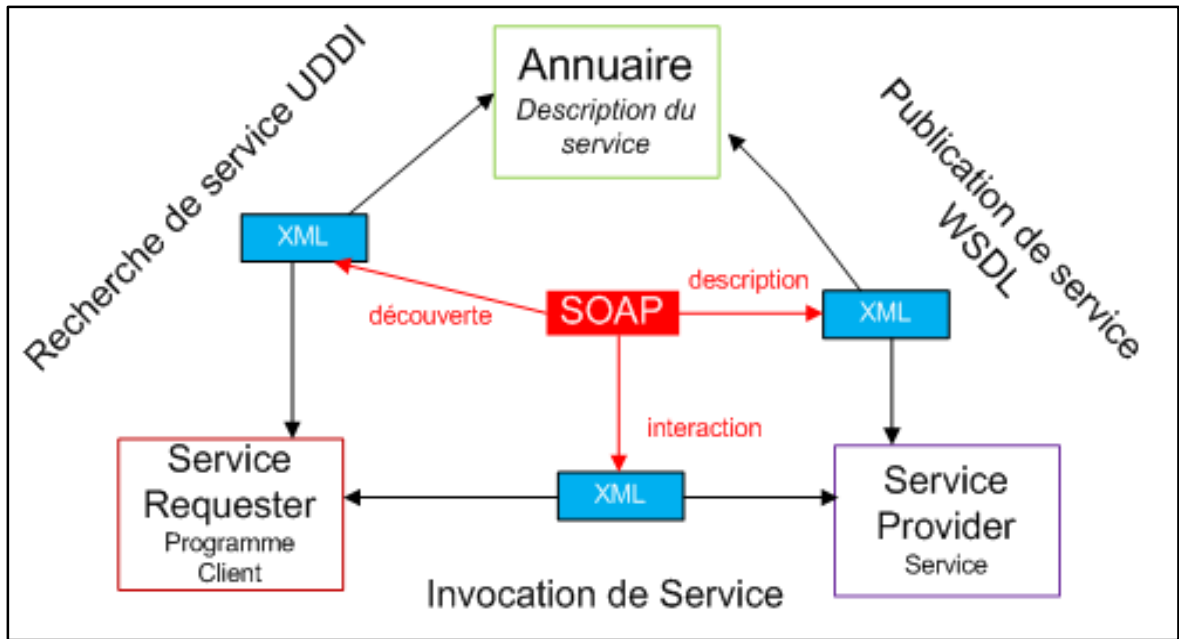 Annuaire
Description du
service
Recherche de service UDDI
Publication de service
WSDL
XML
découverte
SOAP
description
XML
interaction
Service
Requester
Programme
Client
XML
Service
Provider
Service
Invocation de Service